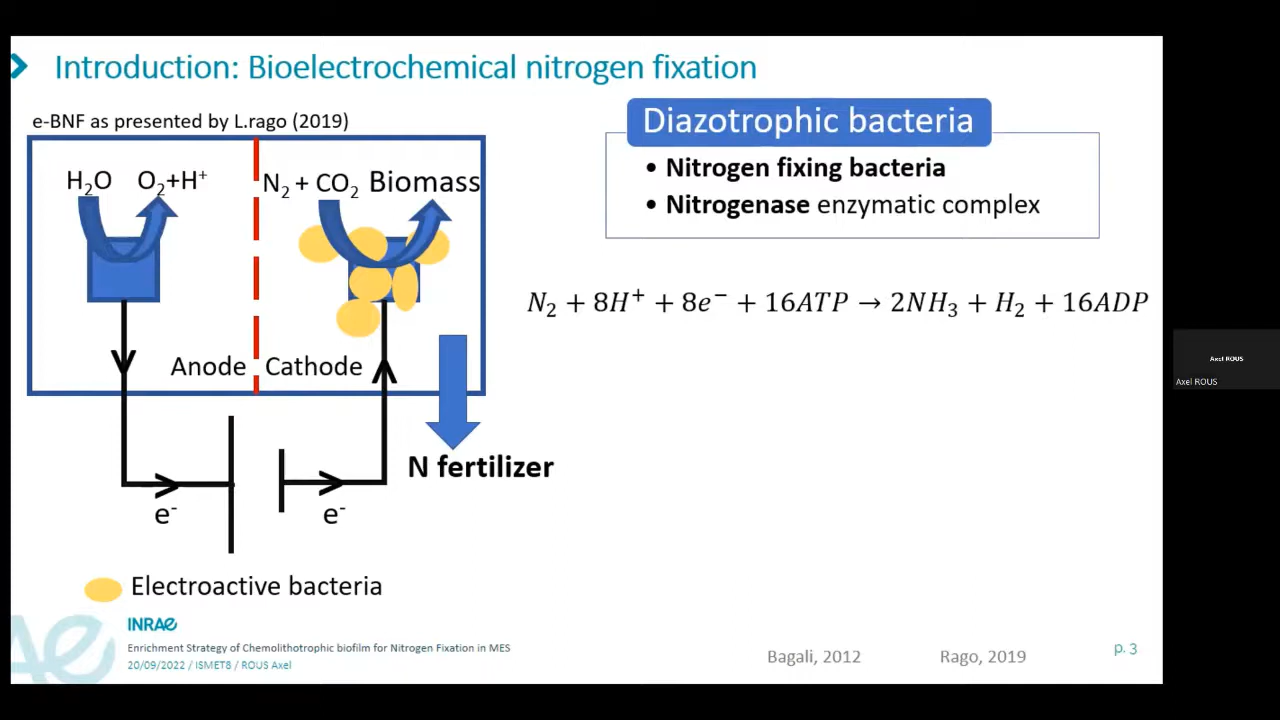 Introduction: Bioelectrochemical nitrogen fixation
e-BNF as presented by L.rago (2019)
H₂O O₂+H⁺
N₂ + CO₂ Biomass
Anode Cathode
e⁻ e⁻
N fertilizer
Electroactive bacteria
Diazotrophic bacteria
• Nitrogen fixing bacteria
• Nitrogenase enzymatic complex
N₂ + 8H⁺ + 8e⁻ + 16ATP → 2NH₃ + H₂ + 16ADP
Axel ROUS
Axel ROUS
INRAE
Enrichment Strategy of Chemolithotrophic biofilm for Nitrogen Fixation in MES
20/09/2022 / ISMET8 / ROUS Axel
Bagali, 2012 Rago, 2019
p. 3